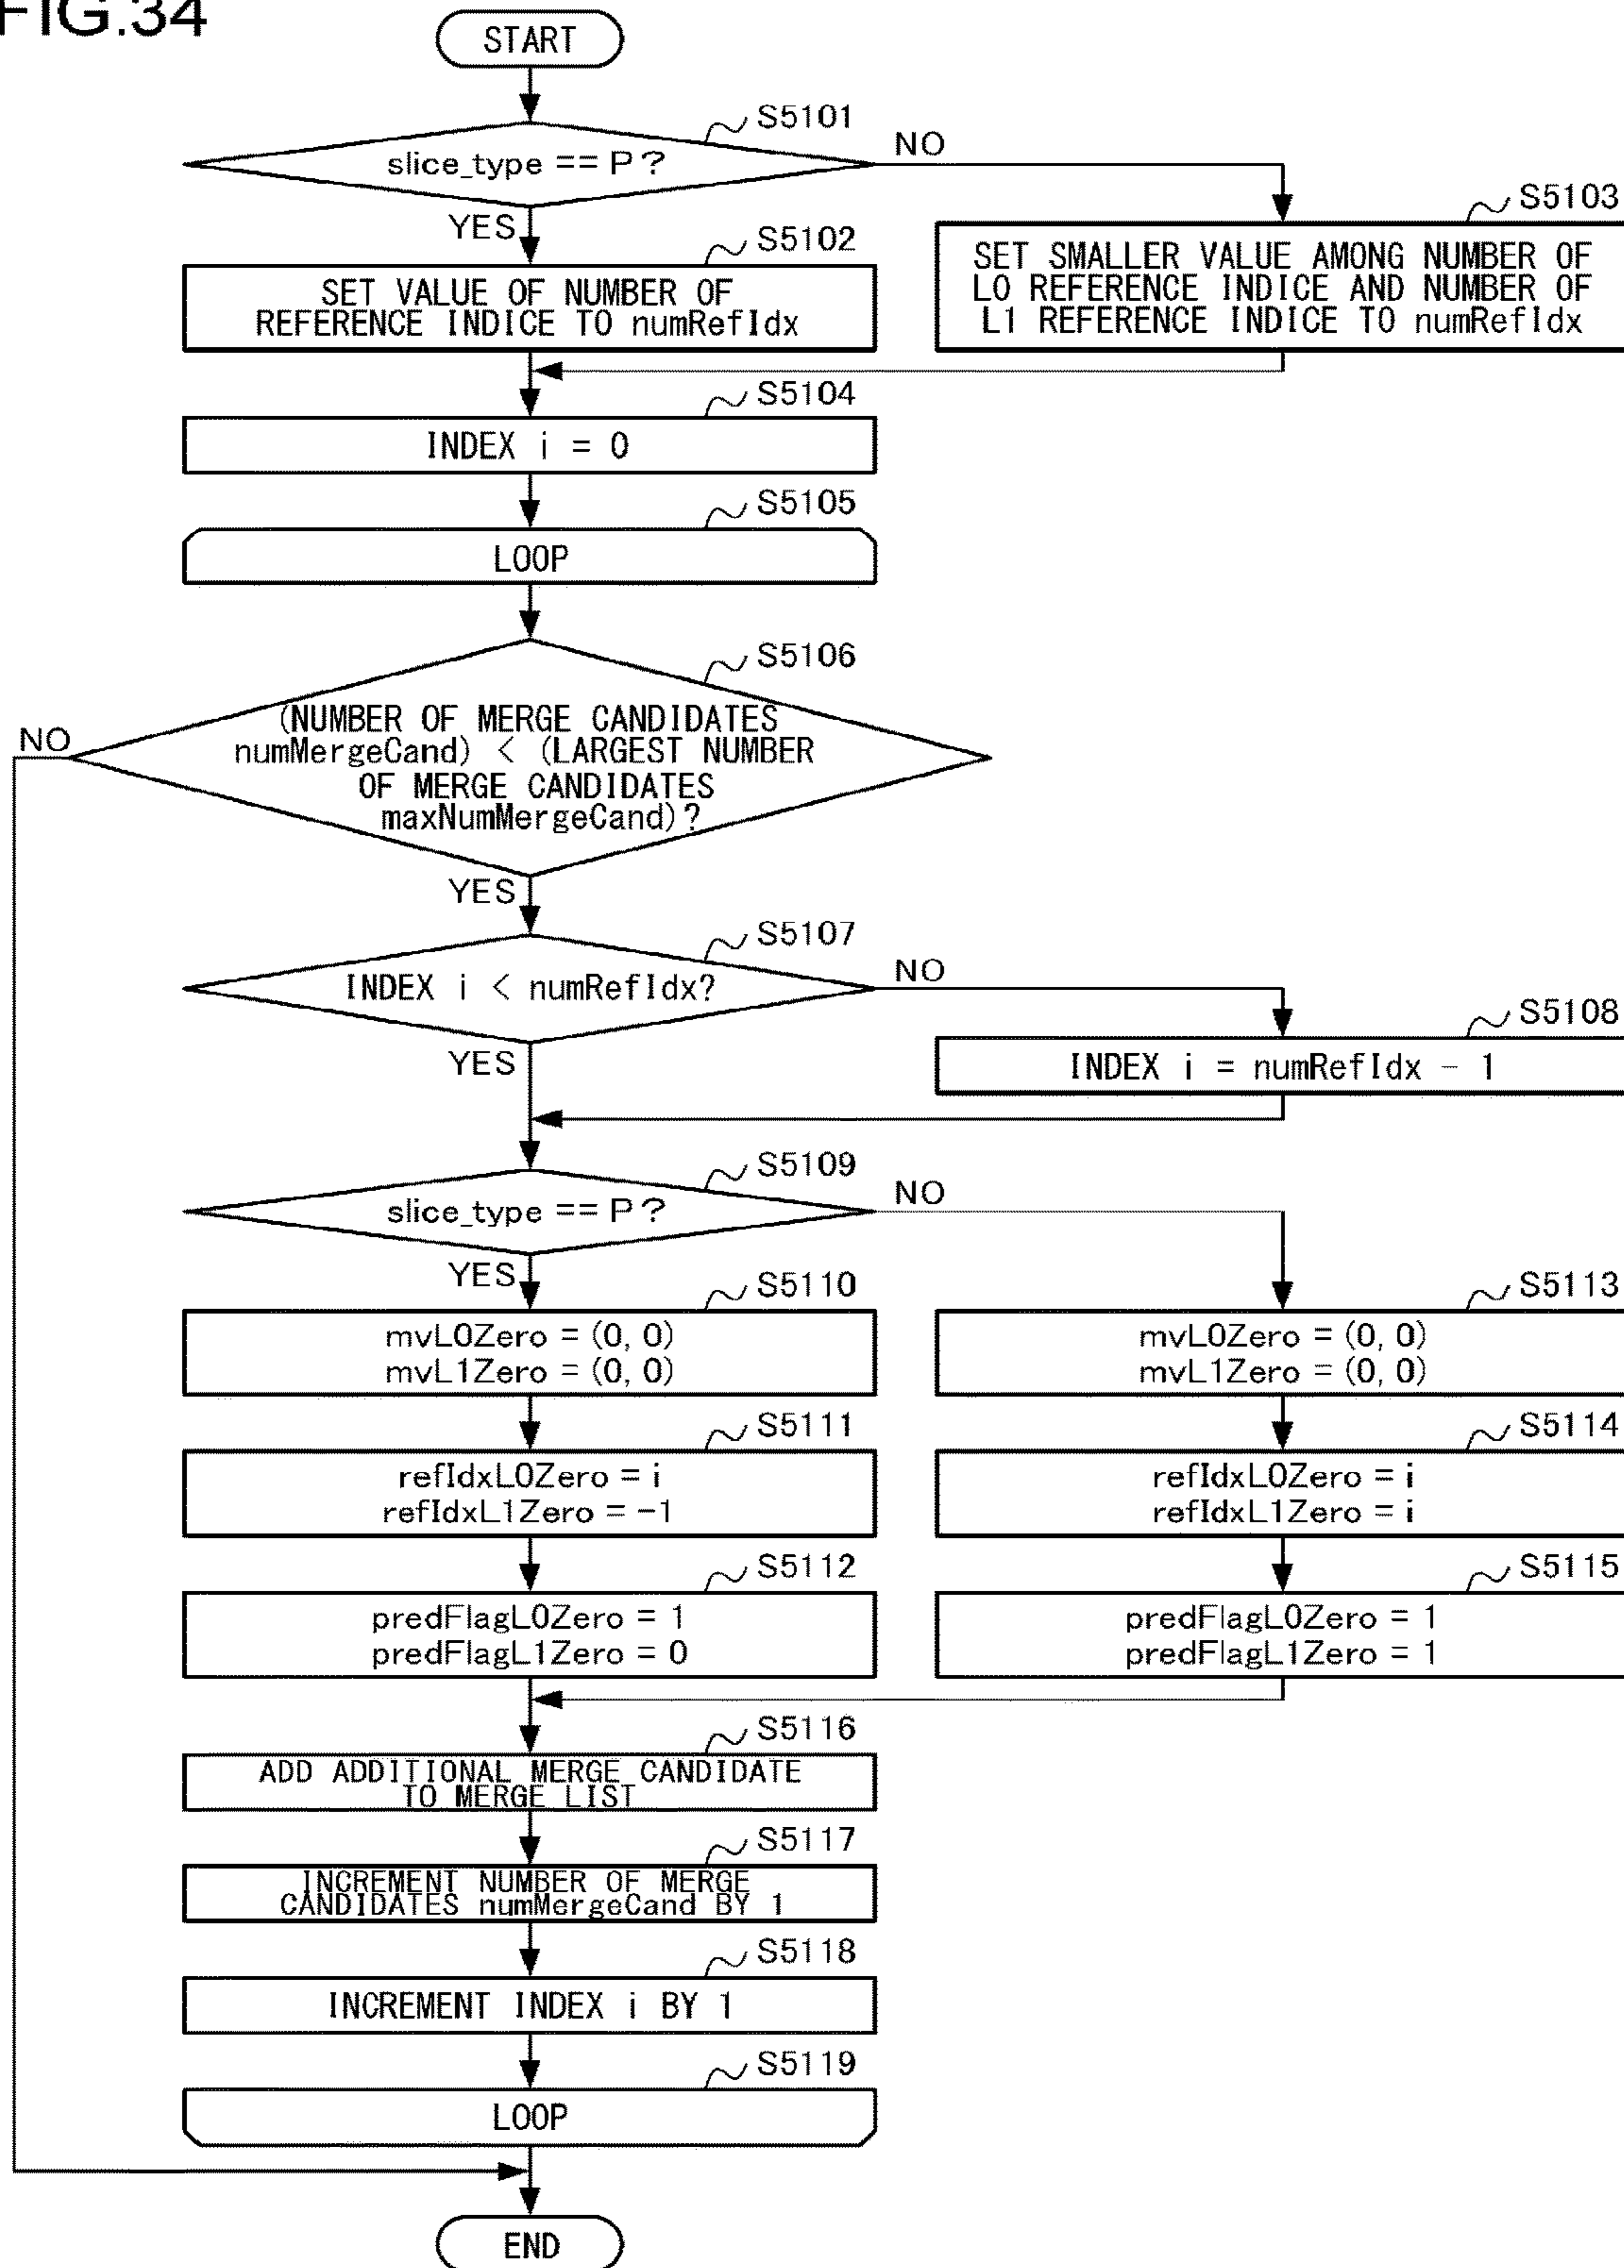 FIG.34
START
S5101
slice_type == P ?
NO
YES
S5102
SET VALUE OF NUMBER OF
REFERENCE INDICE TO numRefIdx
S5103
SET SMALLER VALUE AMONG NUMBER OF
L0 REFERENCE INDICE AND NUMBER OF
L1 REFERENCE INDICE TO numRefIdx
S5104
INDEX i = 0
S5105
LOOP
S5106
(NUMBER OF MERGE CANDIDATES
numMergeCand) < (LARGEST NUMBER
OF MERGE CANDIDATES
maxNumMergeCand)?
NO
YES
S5107
INDEX i < numRefIdx?
NO
YES
S5108
INDEX i = numRefIdx - 1
S5109
slice_type == P ?
NO
YES
S5110
mvL0Zero = (0, 0)
mvL1Zero = (0, 0)
S5113
mvL0Zero = (0, 0)
mvL1Zero = (0, 0)
S5111
refIdxL0Zero = i
refIdxL1Zero = -1
S5114
refIdxL0Zero = i
refIdxL1Zero = i
S5112
predFlagL0Zero = 1
predFlagL1Zero = 0
S5115
predFlagL0Zero = 1
predFlagL1Zero = 1
S5116
ADD ADDITIONAL MERGE CANDIDATE
TO MERGE LIST
S5117
INCREMENT NUMBER OF MERGE
CANDIDATES numMergeCand BY 1
S5118
INCREMENT INDEX i BY 1
S5119
LOOP
END